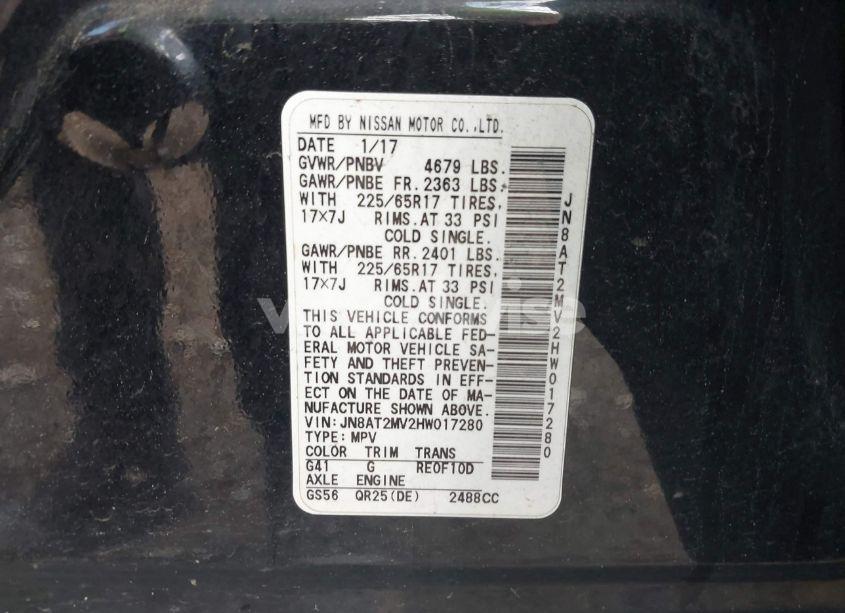 MFD BY NISSAN MOTOR CO.,LTD.
DATE 1/17
GVWR/PNBV 4679 LBS.
GAWR/PNBE FR.2363 LBS.
WITH 225/65R17 TIRES,
17×7J RIMS.AT 33 PSI
COLD SINGLE.
GAWR/PNBE RR.2401 LBS.
WITH 225/65R17 TIRES,
17×7J RIMS.AT 33 PSI
COLD SINGLE.
THIS VEHICLE CONFORMS
TO ALL APPLICABLE FED-
ERAL MOTOR VEHICLE SA-
FETY AND THEFT PREVEN-
TION STANDARDS IN EFF-
ECT ON THE DATE OF MA-
NUFACTURE SHOWN ABOVE.
VIN:JN8AT2MV2HW017280
TYPE:MPV
COLOR TRIM TRANS
G41 G RE0F10D
AXLE ENGINE
GS56 QR25(DE) 2488CC
JN8AT2MV2HW017280